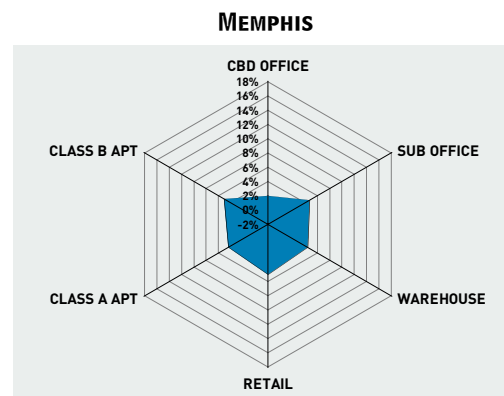 MEMPHIS
CBD OFFICE
18%
16%
14%
12%
10%
8%
6%
4%
2%
0%
-2%
CLASS B APT
SUB OFFICE
CLASS A APT
WAREHOUSE
RETAIL